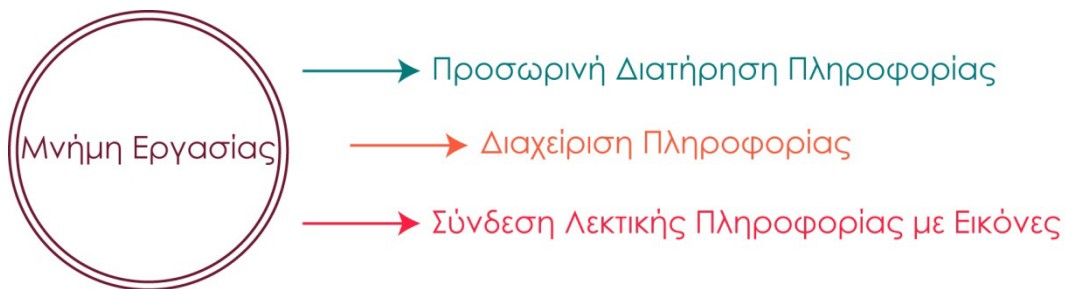 Μνήμη Εργασίας
Προσωρινή Διατήρηση Πληροφορίας
Διαχείριση Πληροφορίας
Σύνδεση Λεκτικής Πληροφορίας με Εικόνες